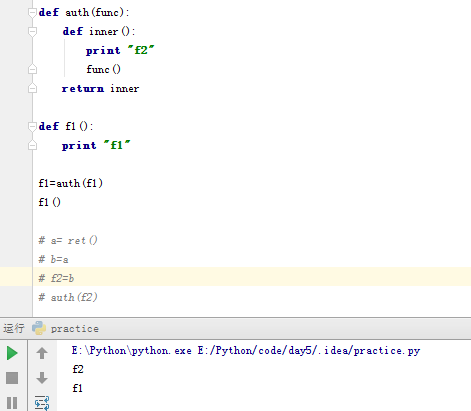 def auth(func):
    def inner():
        print "f2"
        func()
    return inner

def f1():
    print "f1"

f1=auth(f1)
f1()

# a= ret()
# b=a
# f2=b
# auth(f2)
运行 practice
E:\Python\python.exe E:/Python/code/day5/.idea/practice.py
f2
f1